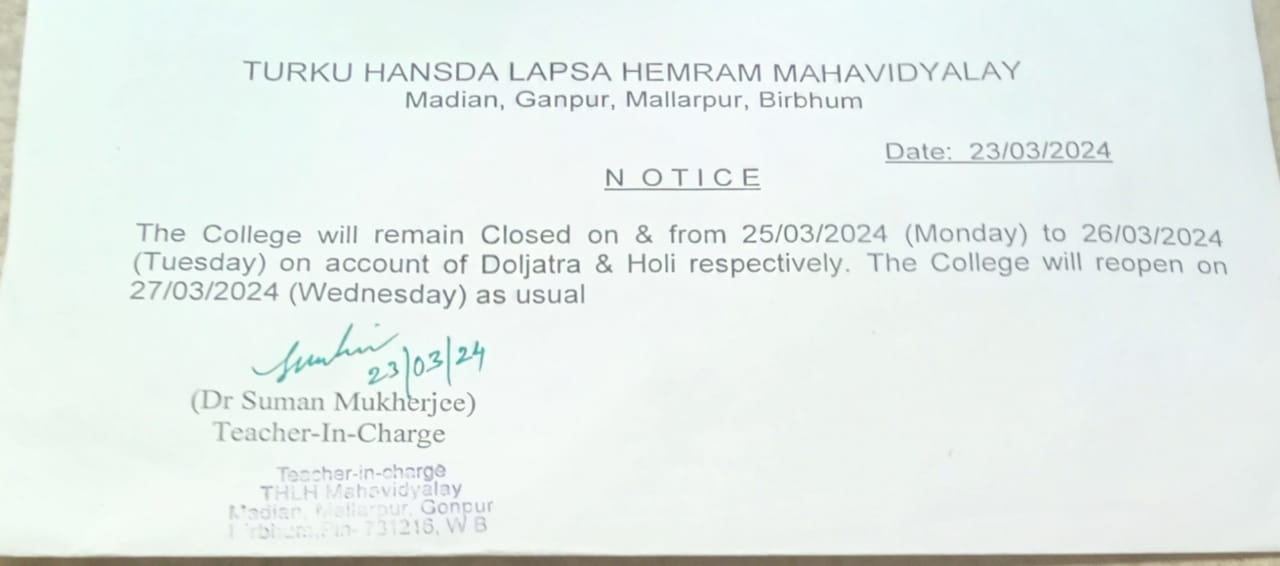 TURKU HANSDA LAPSA HEMRAM MAHAVIDYALAY
Madian, Ganpur, Mallarpur, Birbhum
Date: 23/03/2024
N O T I C E
The College will remain Closed on & from 25/03/2024 (Monday) to 26/03/2024
(Tuesday) on account of Doljatra & Holi respectively. The College will reopen on
27/03/2024 (Wednesday) as usual
23/03/24
(Dr Suman Mukherjee)
Teacher-In-Charge
Teacher-in-charge
THLH Mahavidyalay
Madian, Mallarpur, Gonpur
Birbhum, Pin- 731216, W B